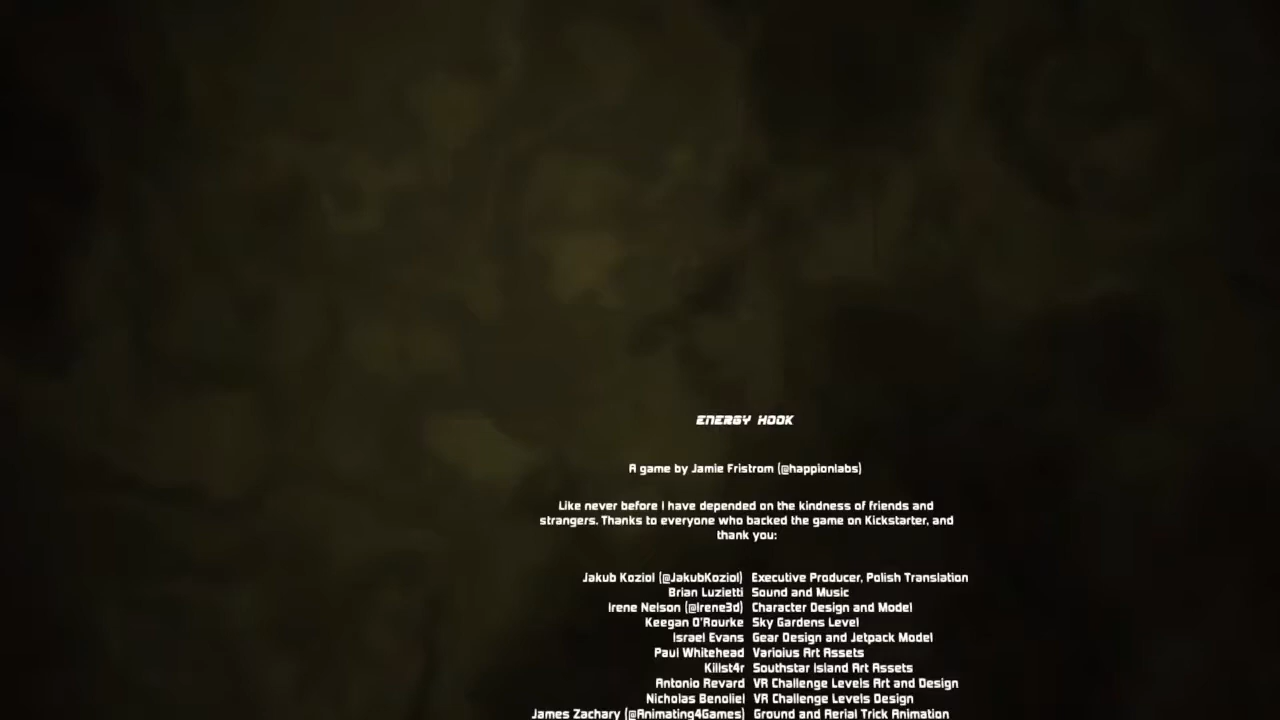 ENERGY HOOK
A game by Jamie Fristrom (@happionlabs)
Like never before I have depended on the kindness of friends and
strangers. Thanks to everyone who backed the game on Kickstarter, and
thank you:
Jakub Koziol (@JakubKoziol) Executive Producer, Polish Translation
Brian Luzietti Sound and Music
Irene Nelson (@Irene3d) Character Design and Model
Keegan O'Rourke Sky Gardens Level
Israel Evans Gear Design and Jetpack Model
Paul Whitehead Varioius Art Assets
Killst4r Southstar Island Art Assets
Antonio Revard VR Challenge Levels Art and Design
Nicholas Benoliel VR Challenge Levels Design
James Zachary (@Animating4Games) Ground and Aerial Trick Animation